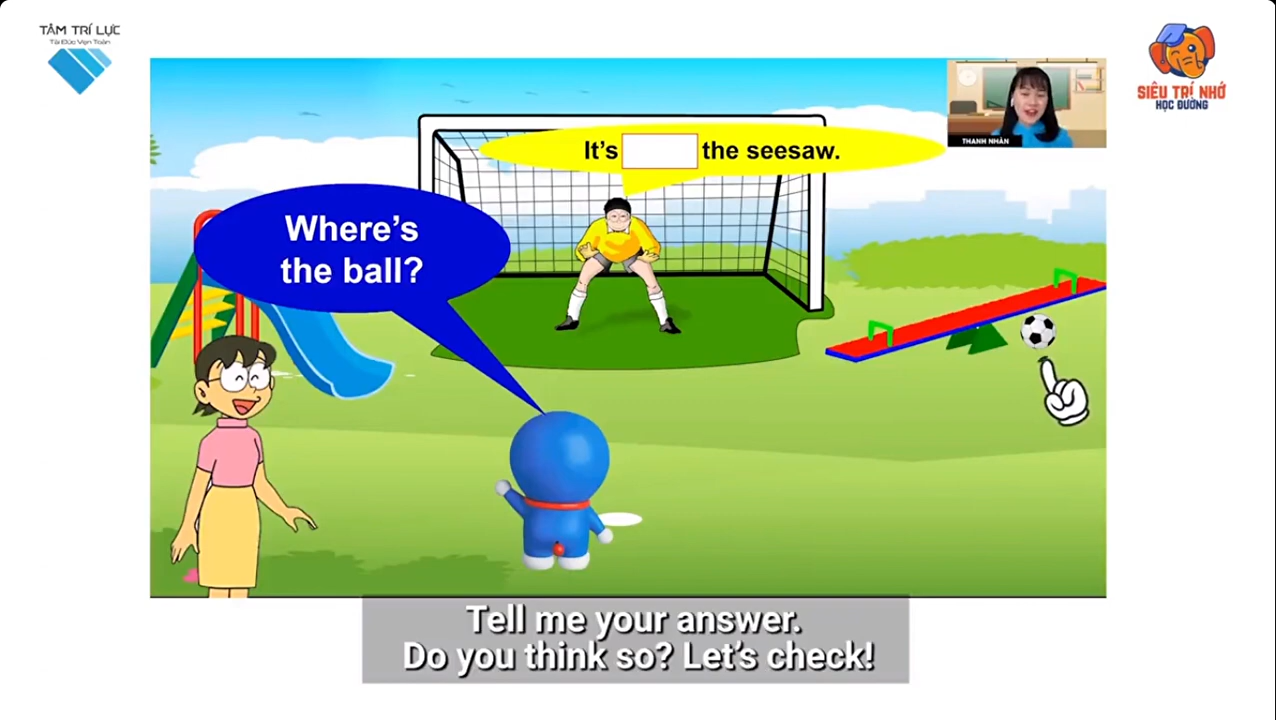 TÂM TRÍ LỰC
Tài Đức Vẹn Toàn
SIÊU TRÍ NHỚ
HỌC ĐƯỜNG
THANH NHÀN
It's the seesaw.
Where's
the ball?
Tell me your answer.
Do you think so? Let's check!